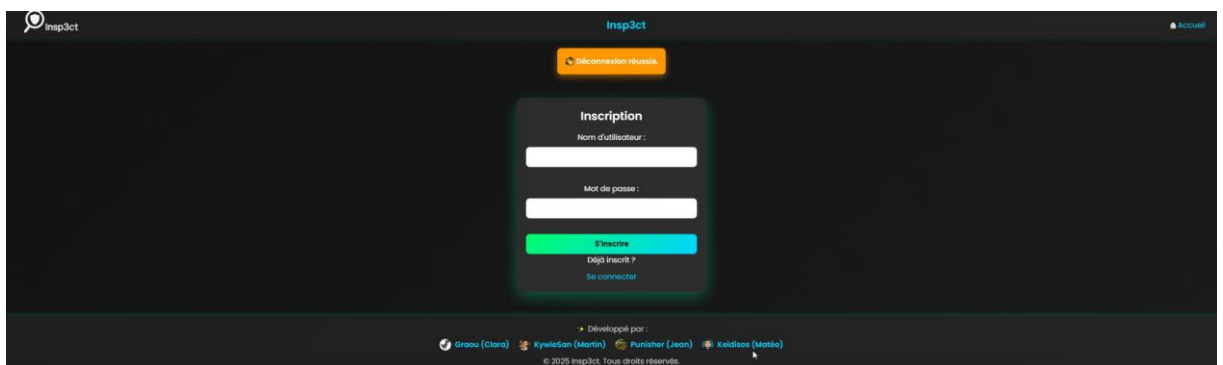 Insp3ct
Insp3ct
Accueil
Déconnexion réussie.
Inscription
Nom d'utilisateur :
Mot de passe :
S'inscrire
Déjà inscrit ?
Se connecter
Développé par :
Graou (Clara) KywieSan (Martin) Punisher (Jean) Keidisos (Matéo)
© 2025 Insp3ct. Tous droits réservés.